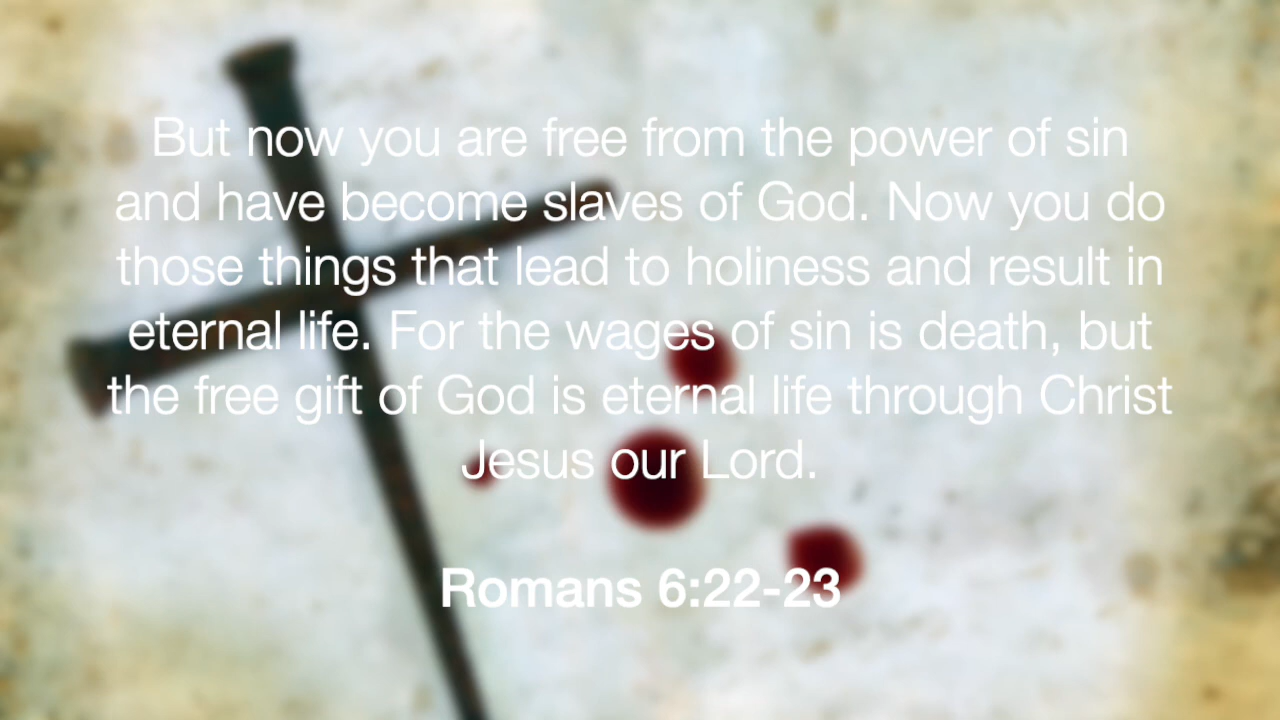 But now you are free from the power of sin
and have become slaves of God. Now you do
those things that lead to holiness and result in
eternal life. For the wages of sin is death, but
the free gift of God is eternal life through Christ
Jesus our Lord.
Romans 6:22-23